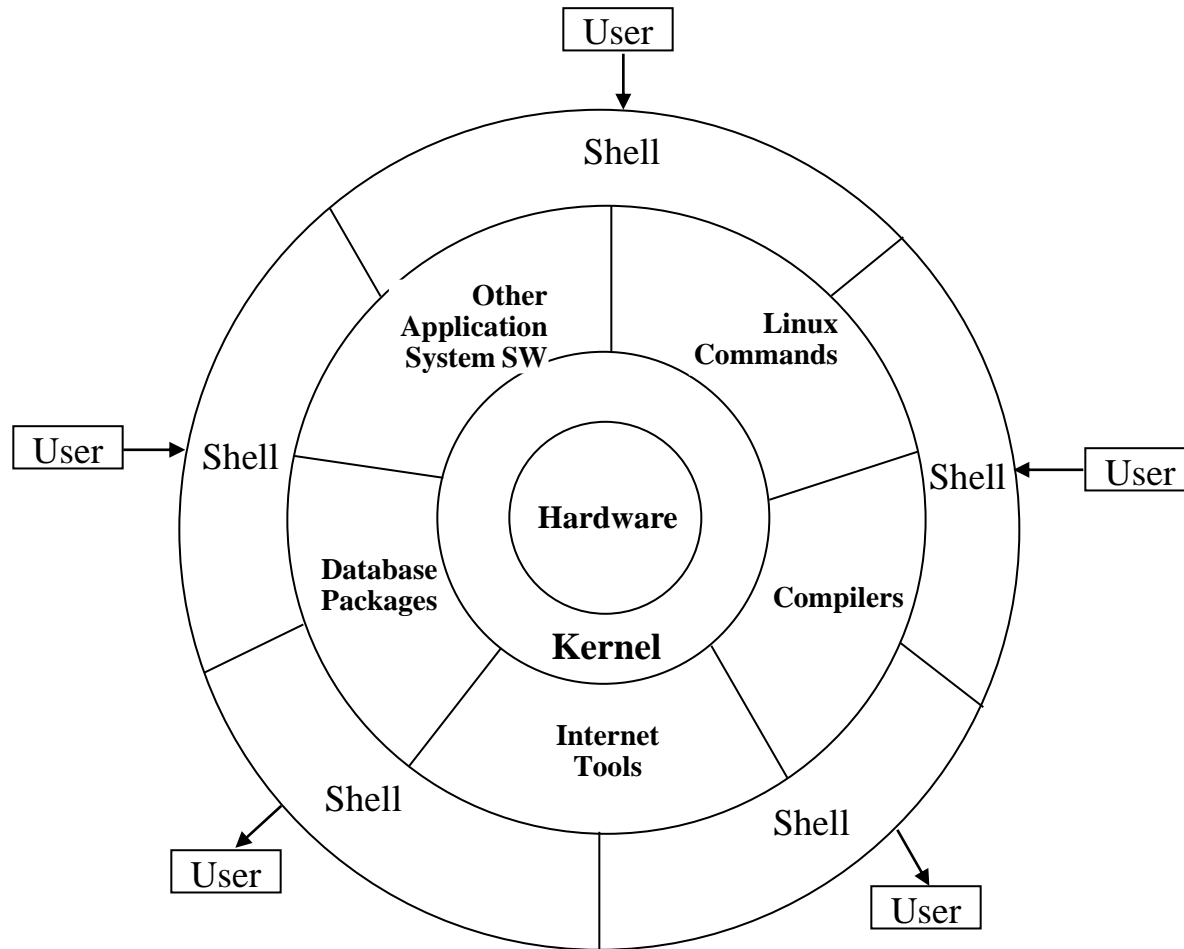 User
Shell
Other
Application
System SW
Linux
Commands
User
Shell
Hardware
Shell
User
Database
Packages
Compilers
Kernel
Internet
Tools
Shell
Shell
User
User